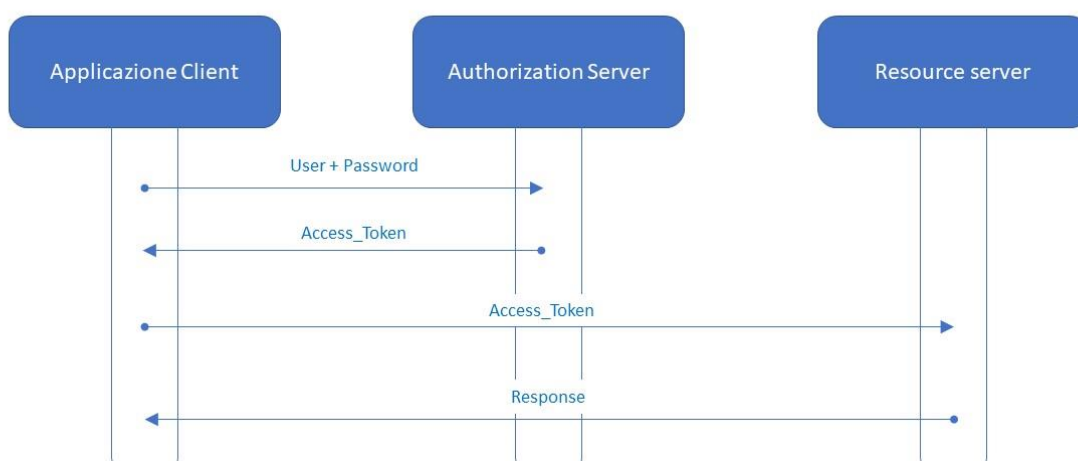 Applicazione Client
Authorization Server
Resource server
User + Password
Access_Token
Access_Token
Response